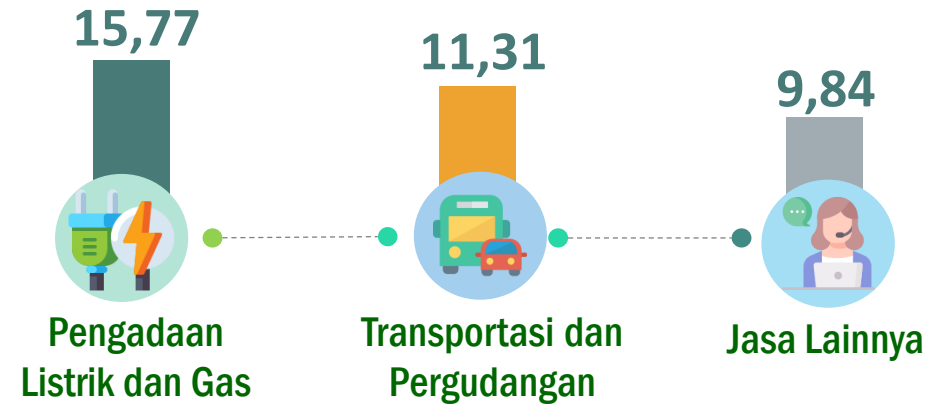 15,77
11,31
9,84
Pengadaan
Listrik dan Gas
Transportasi dan
Pergudangan
Jasa Lainnya